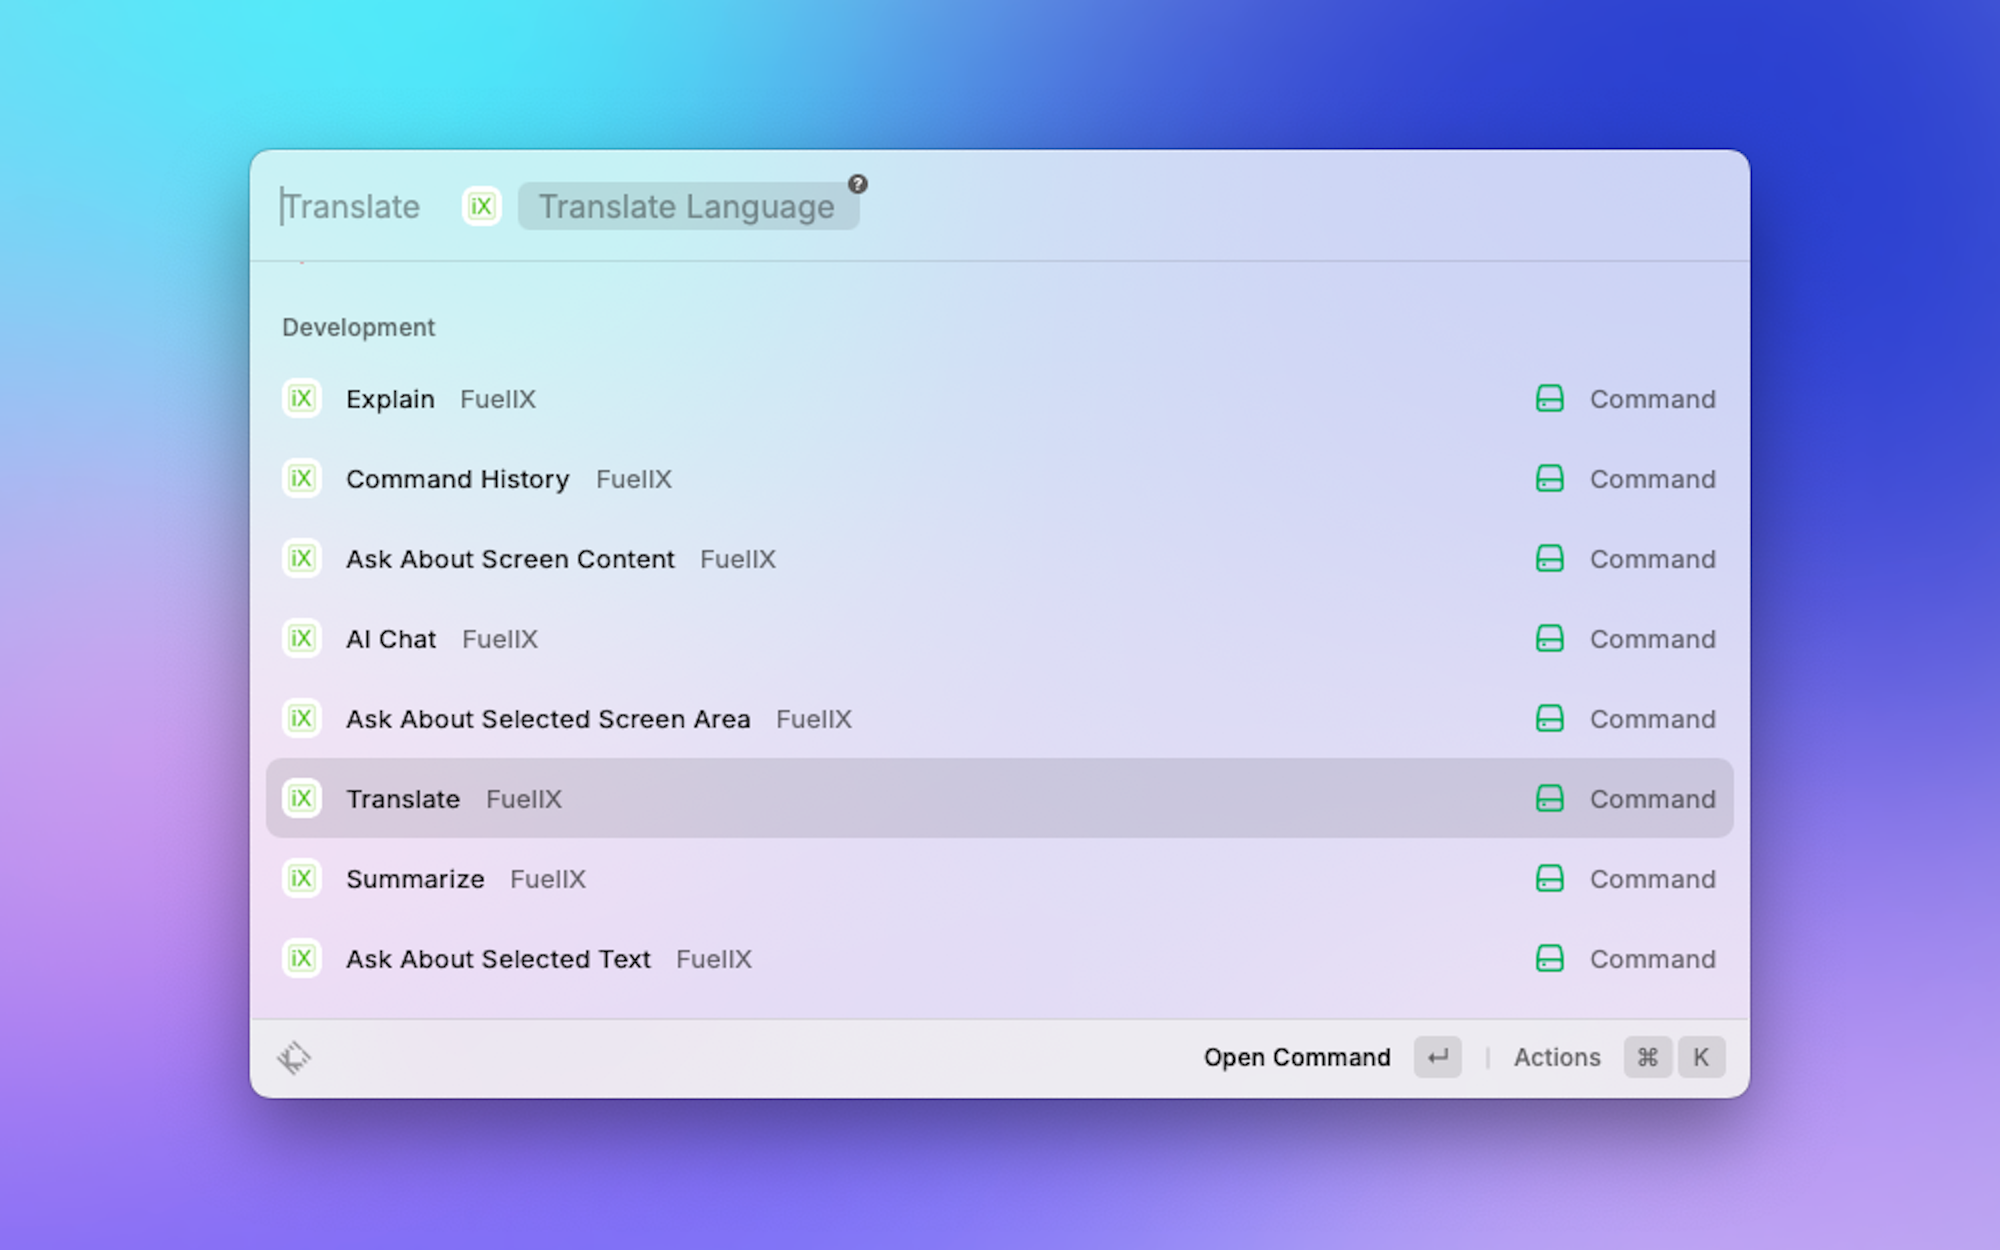 Translate iX Translate Language ?
Development
iX Explain FuelIX Command
iX Command History FuelIX Command
iX Ask About Screen Content FuelIX Command
iX AI Chat FuelIX Command
iX Ask About Selected Screen Area FuelIX Command
iX Translate FuelIX Command
iX Summarize FuelIX Command
iX Ask About Selected Text FuelIX Command
Open Command ↵ | Actions ⌘ K